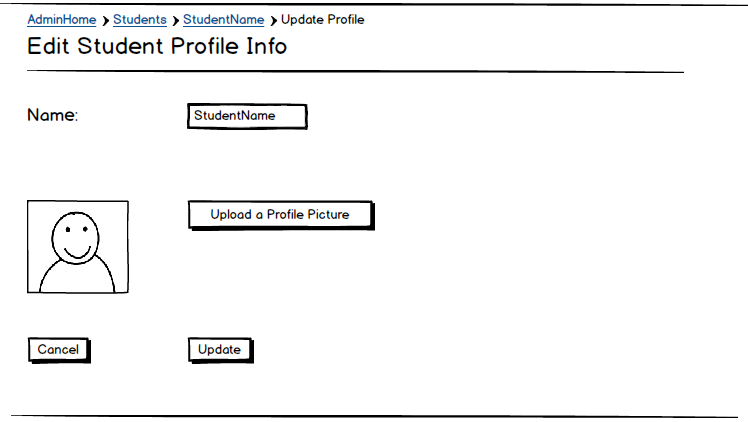 AdminHome > Students > StudentName > Update Profile
Edit Student Profile Info
Name: StudentName
Upload a Profile Picture
Cancel Update